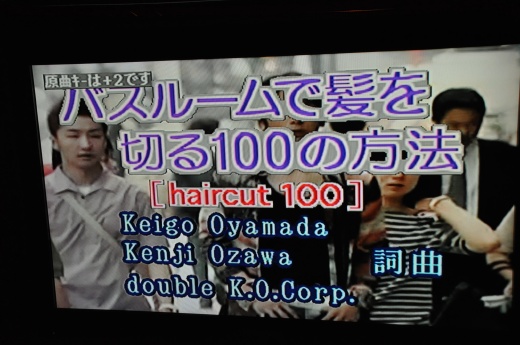 原曲キーは+2です
バスルームで髪を
切る100の方法
[haircut 100]
Keigo Oyamada
Kenji Ozawa
double K.O.Corp.
詞曲